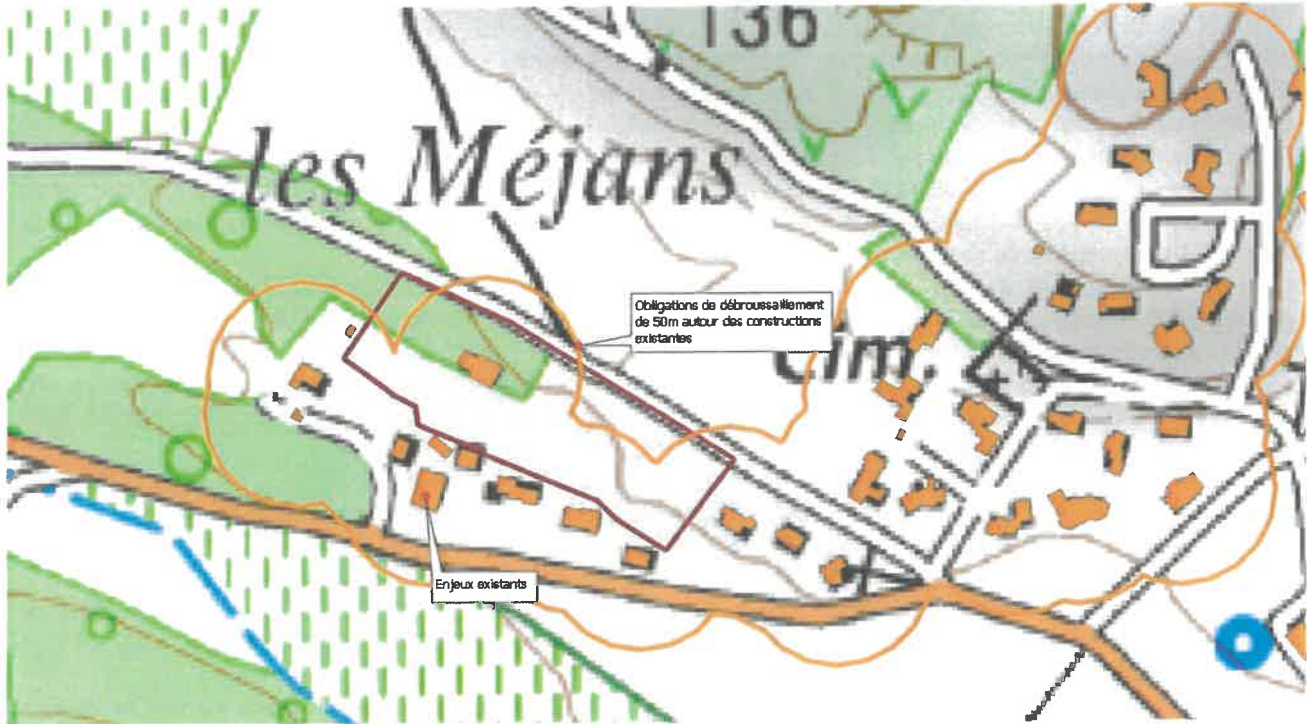 136
les Méjans
Obligations de débroussaillement
de 50m autour des constructions
existantes
Cim.
Enjeux existants